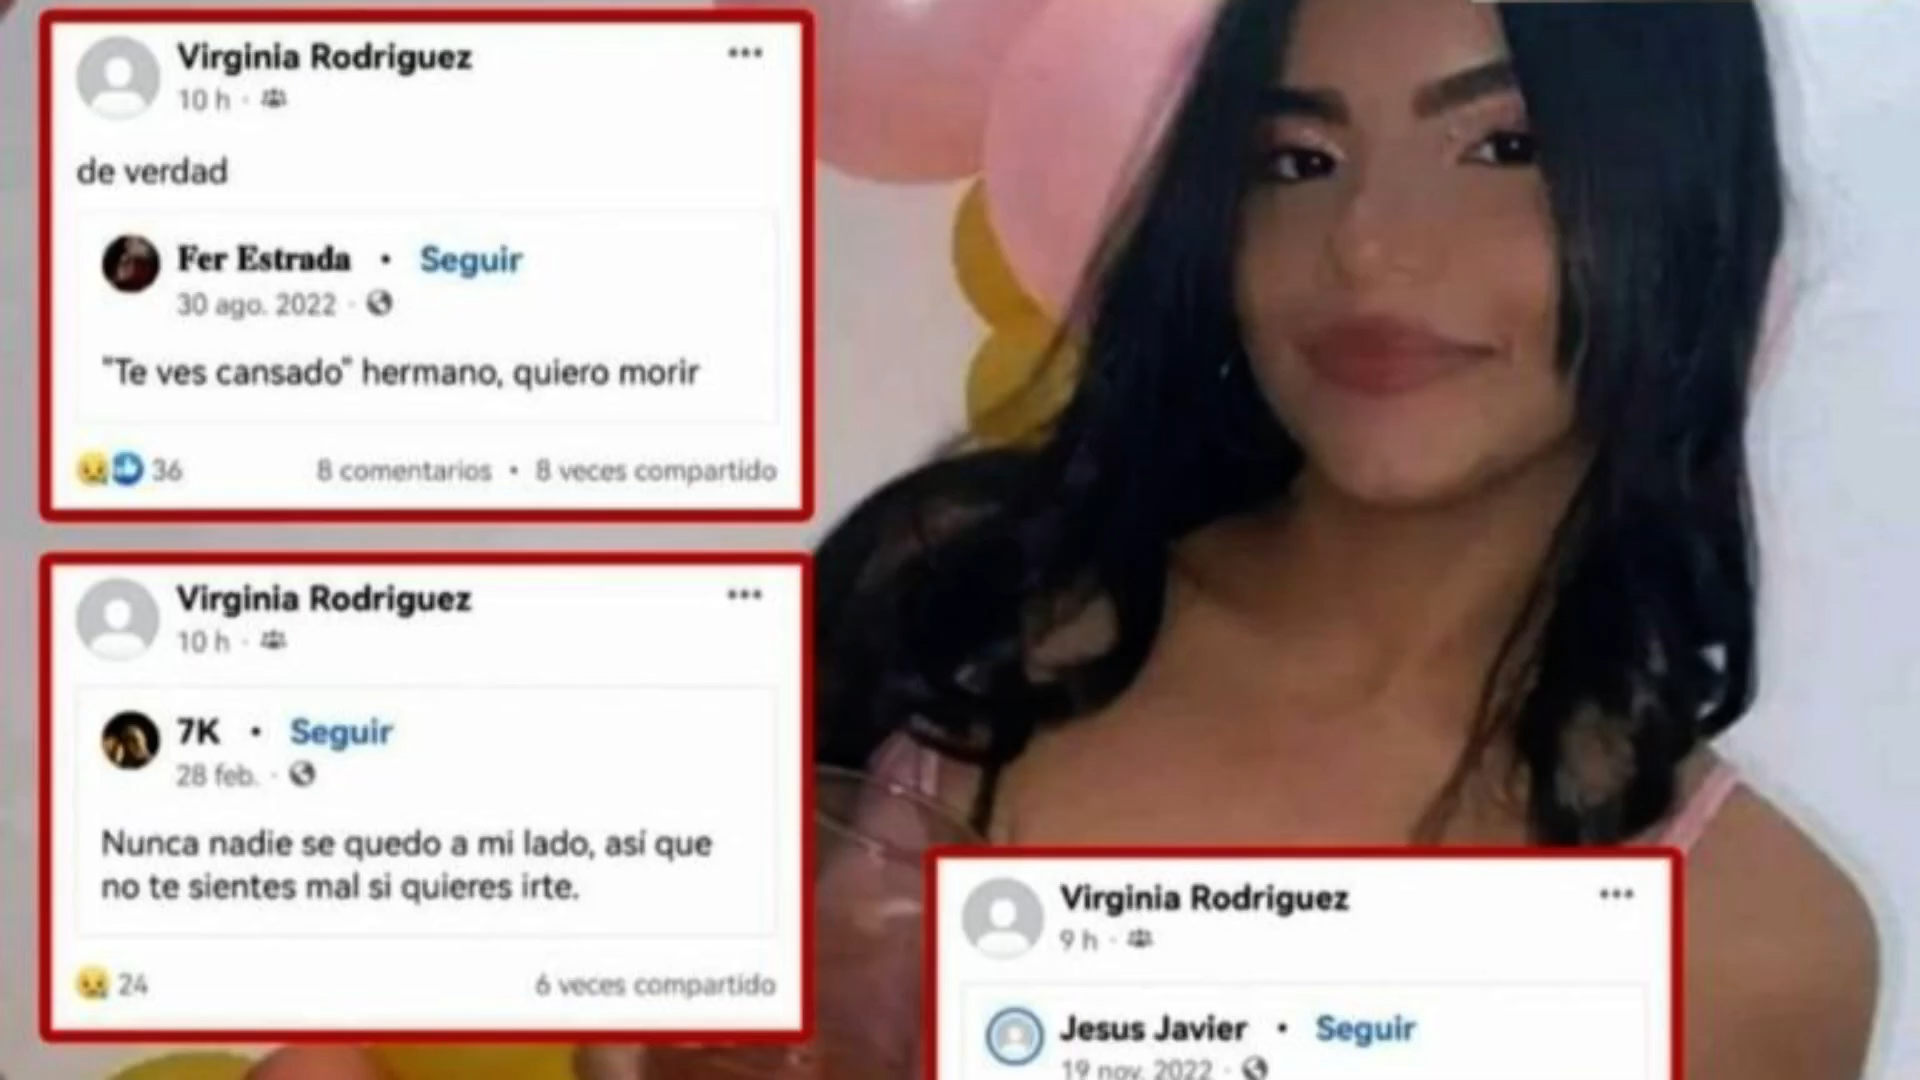 Virginia Rodriguez
10 h
de verdad
Fer Estrada • Seguir
30 ago. 2022
"Te ves cansado" hermano, quiero morir
36
8 comentarios • 8 veces compartido
Virginia Rodriguez
10 h
7K • Seguir
28 feb.
Nunca nadie se quedo a mi lado, así que
no te sientes mal si quieres irte.
24
6 veces compartido
Virginia Rodriguez
9 h
Jesus Javier • Seguir
19 nov. 2022